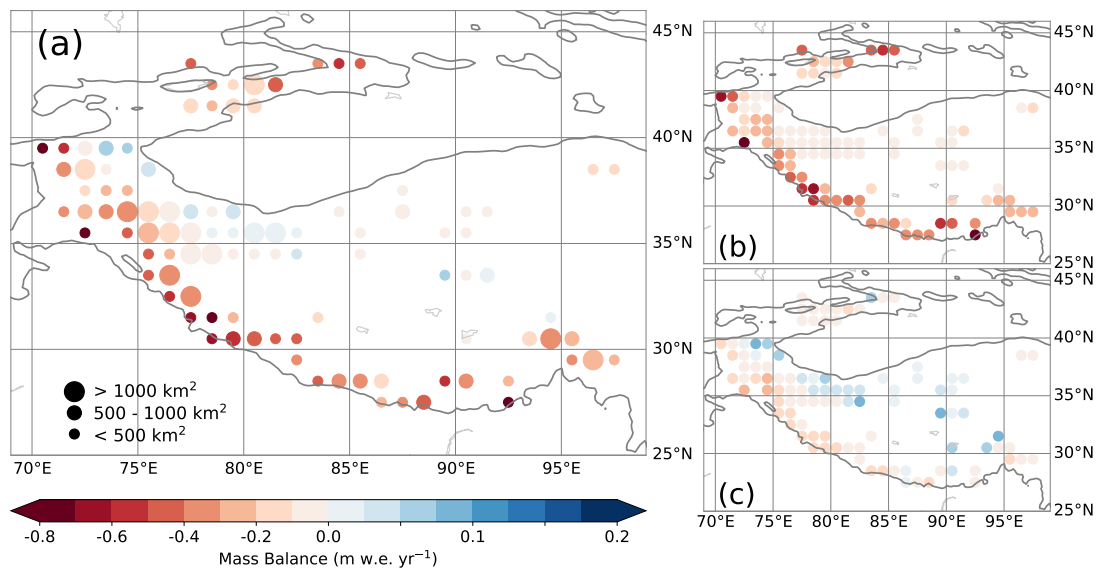 (a)
45°N
40°N
35°N
30°N
25°N
> 1000 km²
500 - 1000 km²
< 500 km²
70°E 75°E 80°E 85°E 90°E 95°E
-0.8 -0.6 -0.4 -0.2 0.0 0.1 0.2
Mass Balance (m w.e. yr⁻¹)
45°N
40°N
35°N
30°N
(b)
25°N
45°N
40°N
35°N
30°N
(c)
25°N
70°E 75°E 80°E 85°E 90°E 95°E